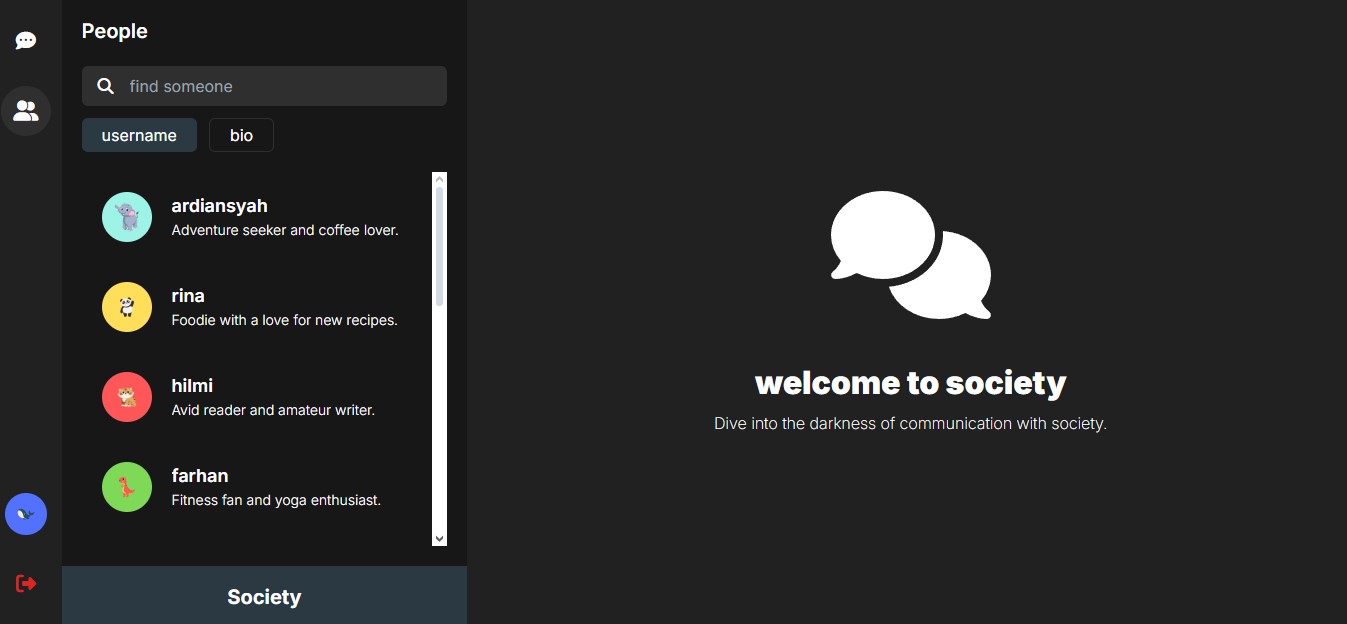 People
find someone
username
bio
ardiansyah
Adventure seeker and coffee lover.
rina
Foodie with a love for new recipes.
hilmi
Avid reader and amateur writer.
farhan
Fitness fan and yoga enthusiast.
Society
welcome to society
Dive into the darkness of communication with society.